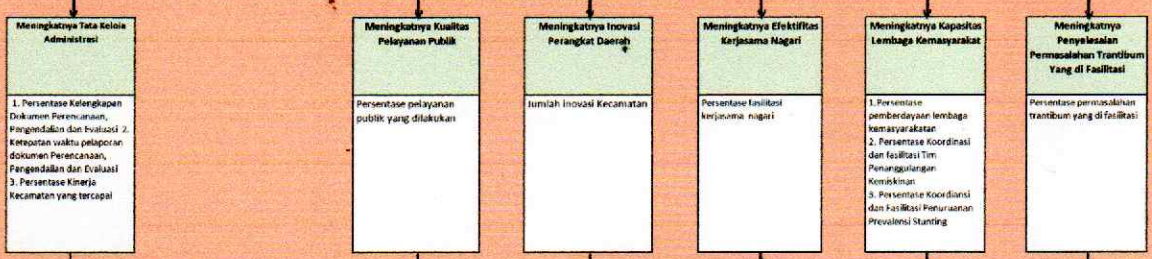 Meningkatnya Tata Kelola
Administrasi
1. Persentase Kelengkapan
Dokumen Perencanaan,
Pengendalian dan Evaluasi 2.
Ketepatan waktu pelaporan
dokumen Perencanaan,
Pengendalian dan Evaluasi
3. Persentase Kinerja
Kecamatan yang tercapai
Meningkatnya Kualitas
Pelayanan Publik
Persentase pelayanan
publik yang dilakukan
Meningkatnya Inovasi
Perangkat Daerah
Jumlah inovasi Kecamatan
Meningkatnya Efektifitas
Kerjasama Nagari
Persentase fasilitasi
kerjasama nagari
Meningkatnya Kapasitas
Lembaga Kemasyarakat
1.Persentase
pemberdayaan lembaga
kemasyarakatan
2. Persentase Koordinasi
dan fasilitasi Tim
Penanggulangan
Kemiskinan
3. Persentase Koordiansi
dan Fasilitasi Penuruanan
Prevalensi Stunting
Meningkatnya
Penyelesaian
Permasalahan Trantibum
Yang di Fasilitasi
Persentase permasalahan
trantibum yang di fasilitasi